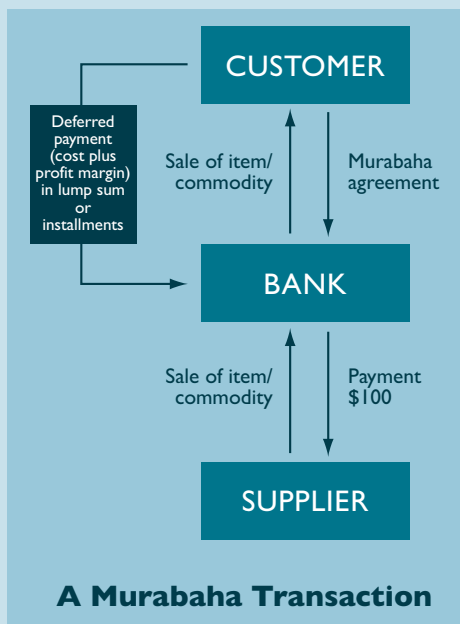 CUSTOMER
Deferred
payment
(cost plus
profit margin)
in lump sum
or
installments
Sale of item/
commodity
Murabaha
agreement
BANK
Sale of item/
commodity
Payment
$100
SUPPLIER
A Murabaha Transaction